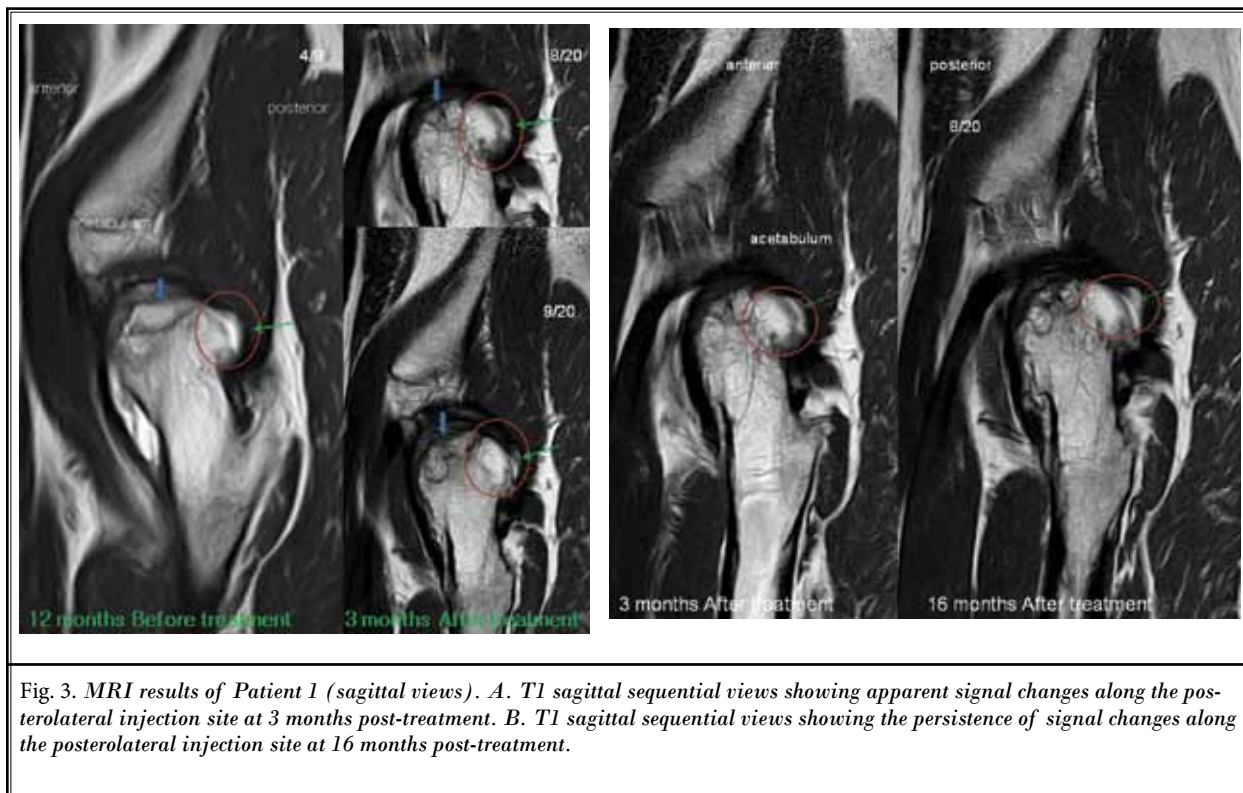 4/9
anterior
posterior
12 months Before treatment
8/20
9/20
3 months After treatment
anterior
acetabulum
3 months After treatment
posterior
8/20
16 months After treatment
Fig. 3. MRI results of Patient 1 (sagittal views). A. T1 sagittal sequential views showing apparent signal changes along the pos-
terolateral injection site at 3 months post-treatment. B. T1 sagittal sequential views showing the persistence of signal changes along
the posterolateral injection site at 16 months post-treatment.